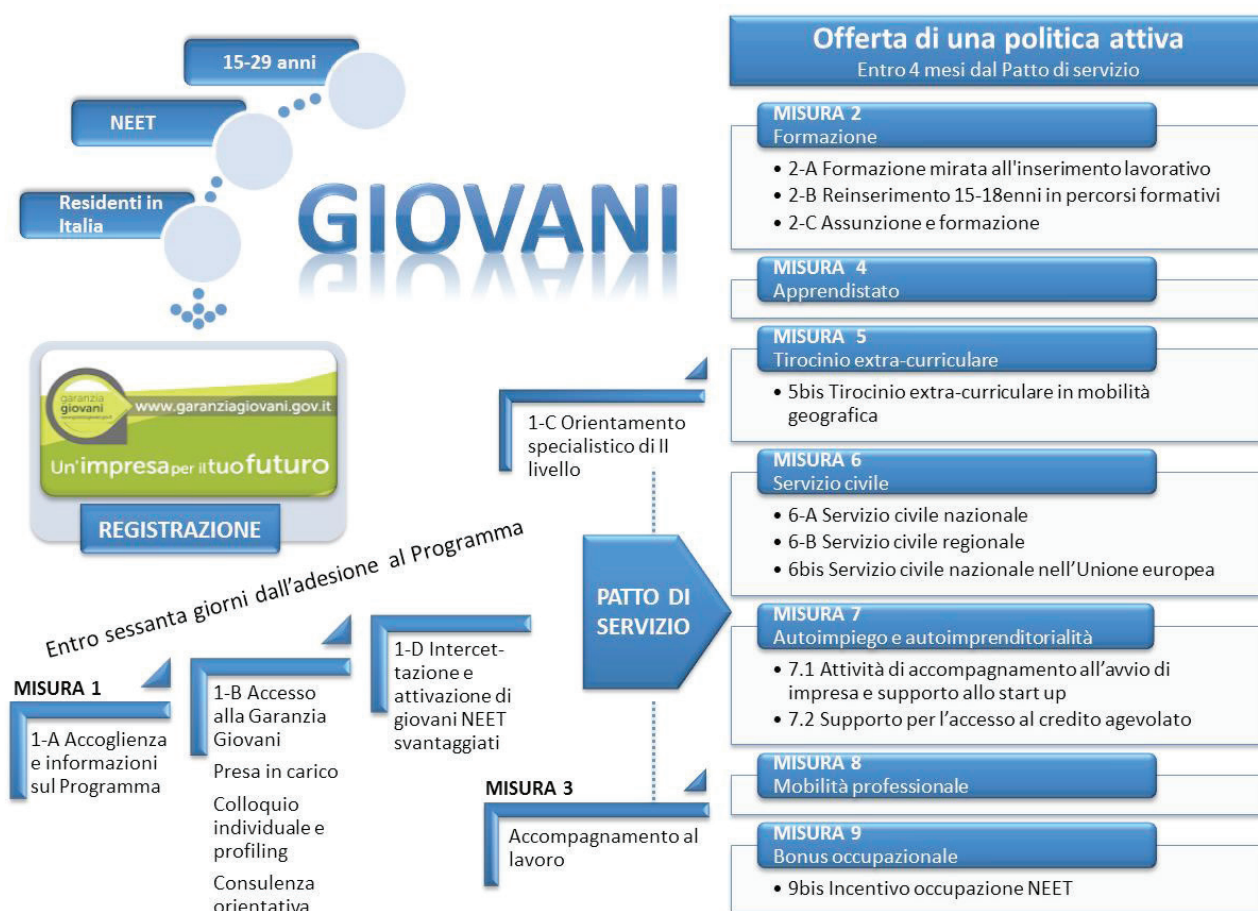 15-29 anni
NEET
Residenti in
Italia
GIOVANI
garanzia
giovani
www.garanziagiovani.gov.it
Un'impresa per il tuo futuro
REGISTRAZIONE
Entro sessanta giorni dall'adesione al Programma
MISURA 1
1-A Accoglienza
e informazioni
sul Programma
1-B Accesso
alla Garanzia
Giovani
Presa in carico
Colloquio
individuale e
profiling
Consulenza
orientativa
1-D Intercet-
tazione e
attivazione di
giovani NEET
svantaggiati
1-C Orientamento
specialistico di II
livello
PATTO DI
SERVIZIO
MISURA 3
Accompagnamento al
lavoro
Offerta di una politica attiva
Entro 4 mesi dal Patto di servizio
MISURA 2
Formazione
• 2-A Formazione mirata all'inserimento lavorativo
• 2-B Reinserimento 15-18enni in percorsi formativi
• 2-C Assunzione e formazione
MISURA 4
Apprendistato
MISURA 5
Tirocinio extra-curriculare
• 5bis Tirocinio extra-curriculare in mobilità
geografica
MISURA 6
Servizio civile
• 6-A Servizio civile nazionale
• 6-B Servizio civile regionale
• 6bis Servizio civile nazionale nell'Unione europea
MISURA 7
Autoimpiego e autoimprenditorialità
• 7.1 Attività di accompagnamento all'avvio di
impresa e supporto allo start up
• 7.2 Supporto per l'accesso al credito agevolato
MISURA 8
Mobilità professionale
MISURA 9
Bonus occupazionale
• 9bis Incentivo occupazione NEET